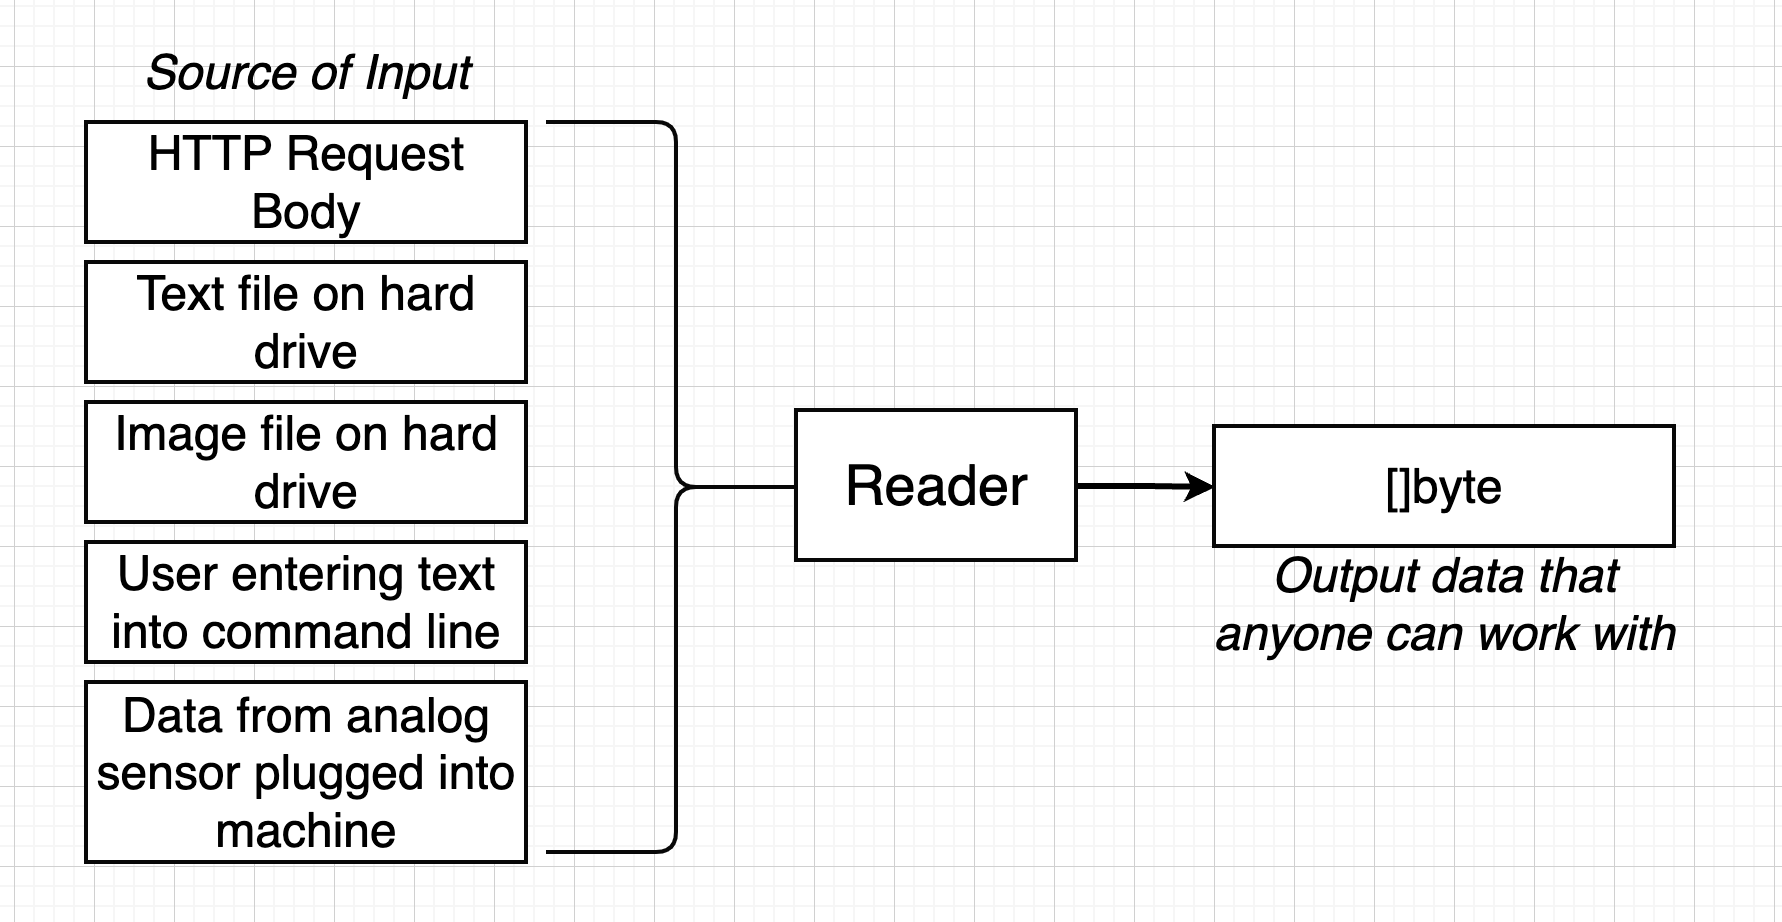 Source of Input
HTTP Request
Body
Text file on hard
drive
Image file on hard
drive
User entering text
into command line
Data from analog
sensor plugged into
machine
Reader
[]byte
Output data that
anyone can work with